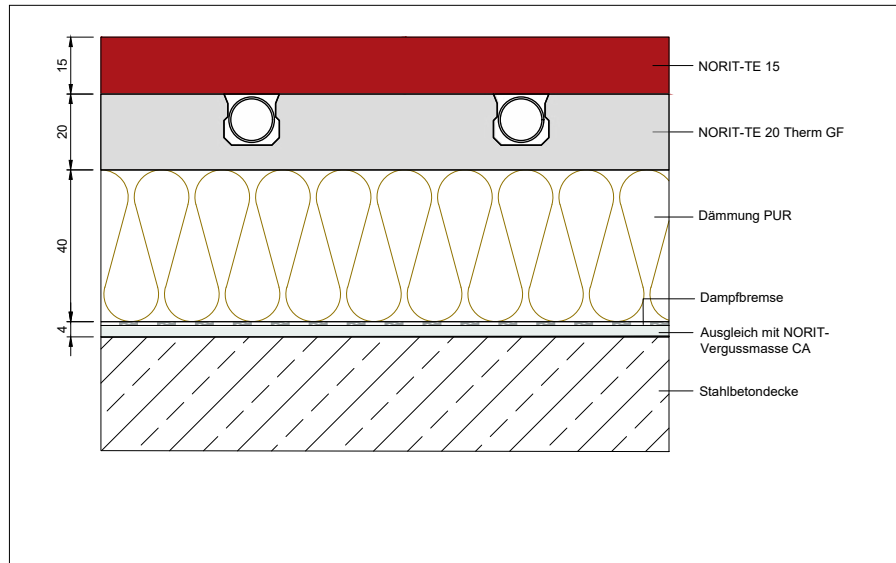 15
NORIT-TE 15
20
NORIT-TE 20 Therm GF
40
Dämmung PUR
Dampfbremse
4
Ausgleich mit NORIT-
Vergussmasse CA
Stahlbetondecke